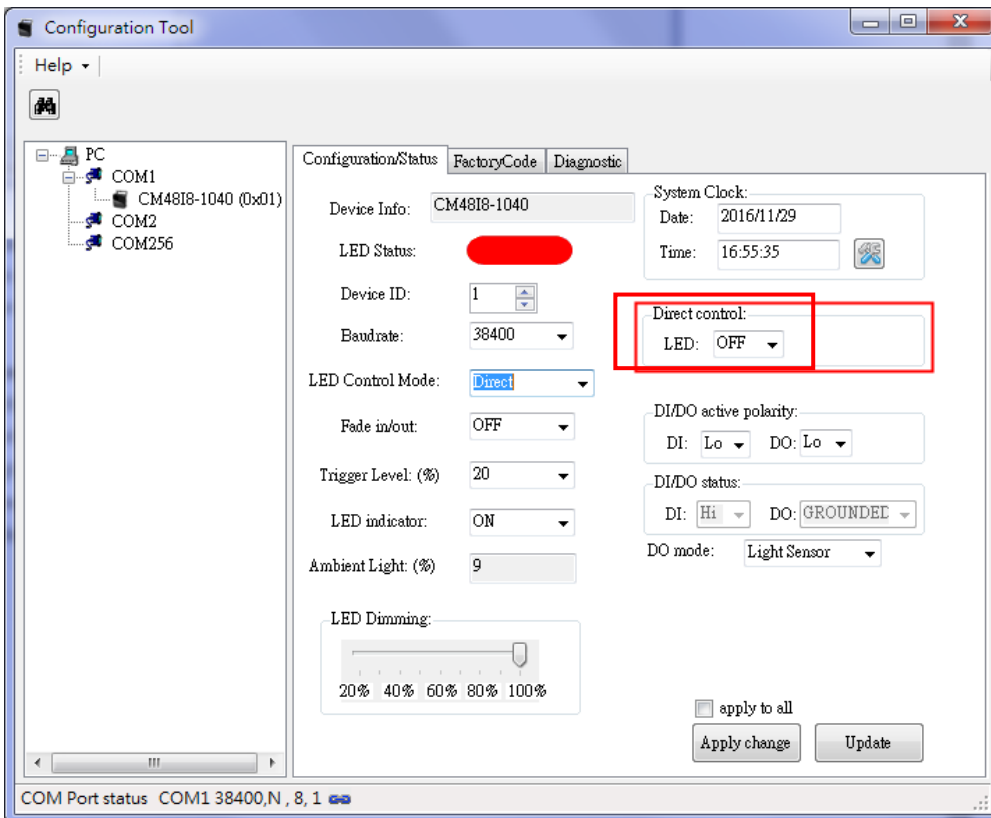 Configuration Tool
Help
PC
COM1
CM48I8-1040 (0x01)
COM2
COM256
Configuration/Status FactoryCode Diagnostic
Device Info: CM48I8-1040
LED Status:
Device ID: 1
Baudrate: 38400
LED Control Mode: Direct
Fade in/out: OFF
Trigger Level: (%) 20
LED indicator: ON
Ambient Light: (%) 9
LED Dimming:
20% 40% 60% 80% 100%
System Clock:
Date: 2016/11/29
Time: 16:55:35
Direct control:
LED: OFF
DI/DO active polarity:
DI: Lo DO: Lo
DI/DO status:
DI: Hi DO: GROUNDED
DO mode: Light Sensor
apply to all
Apply change Update
COM Port status COM1 38400,N , 8, 1